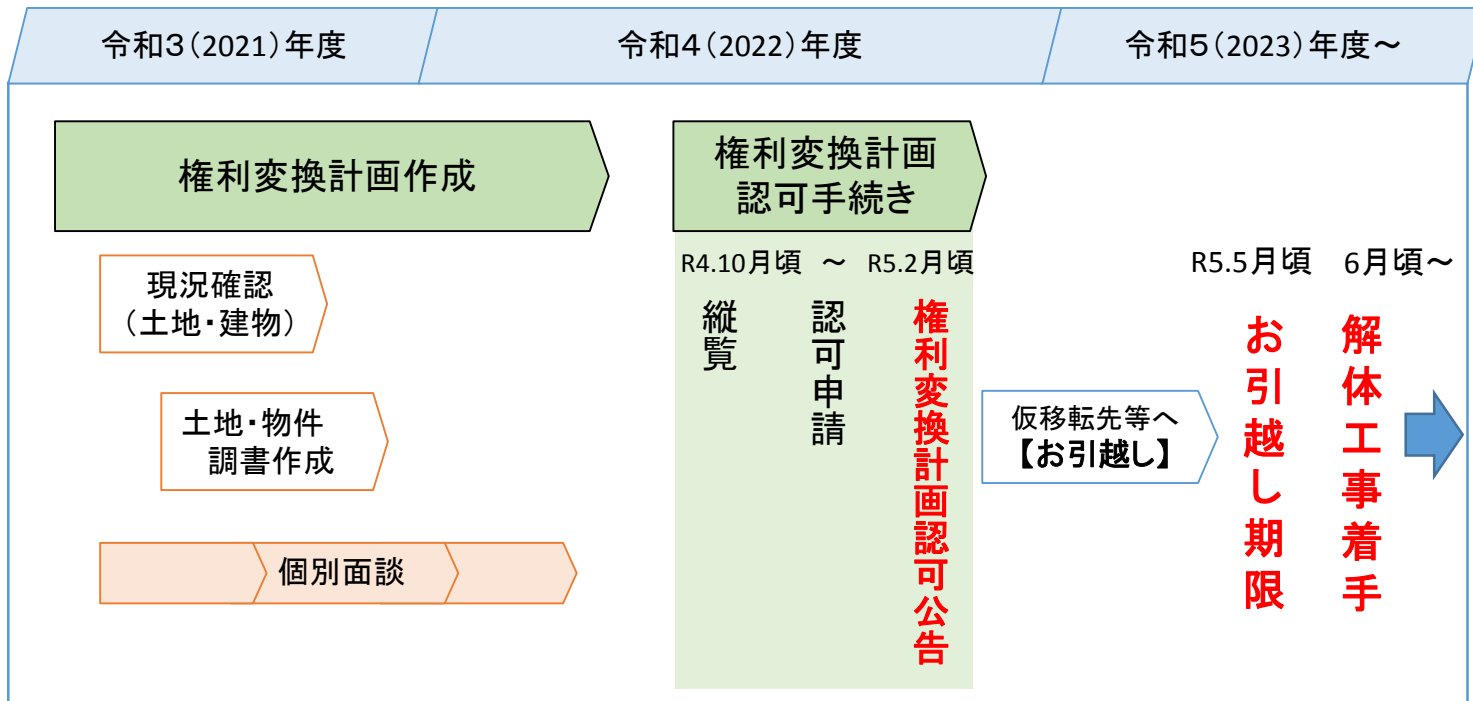 令和3(2021)年度
令和4(2022)年度
令和5(2023)年度～
権利変換計画作成
権利変換計画
認可手続き
現況確認
（土地・建物）
土地・物件
調書作成
個別面談
R4.10月頃 ～ R5.2月頃
縦覧
認可申請
権利変換計画認可公告
仮移転先等へ
【お引越し】
R5.5月頃
6月頃～
お引越し期限
解体工事着手